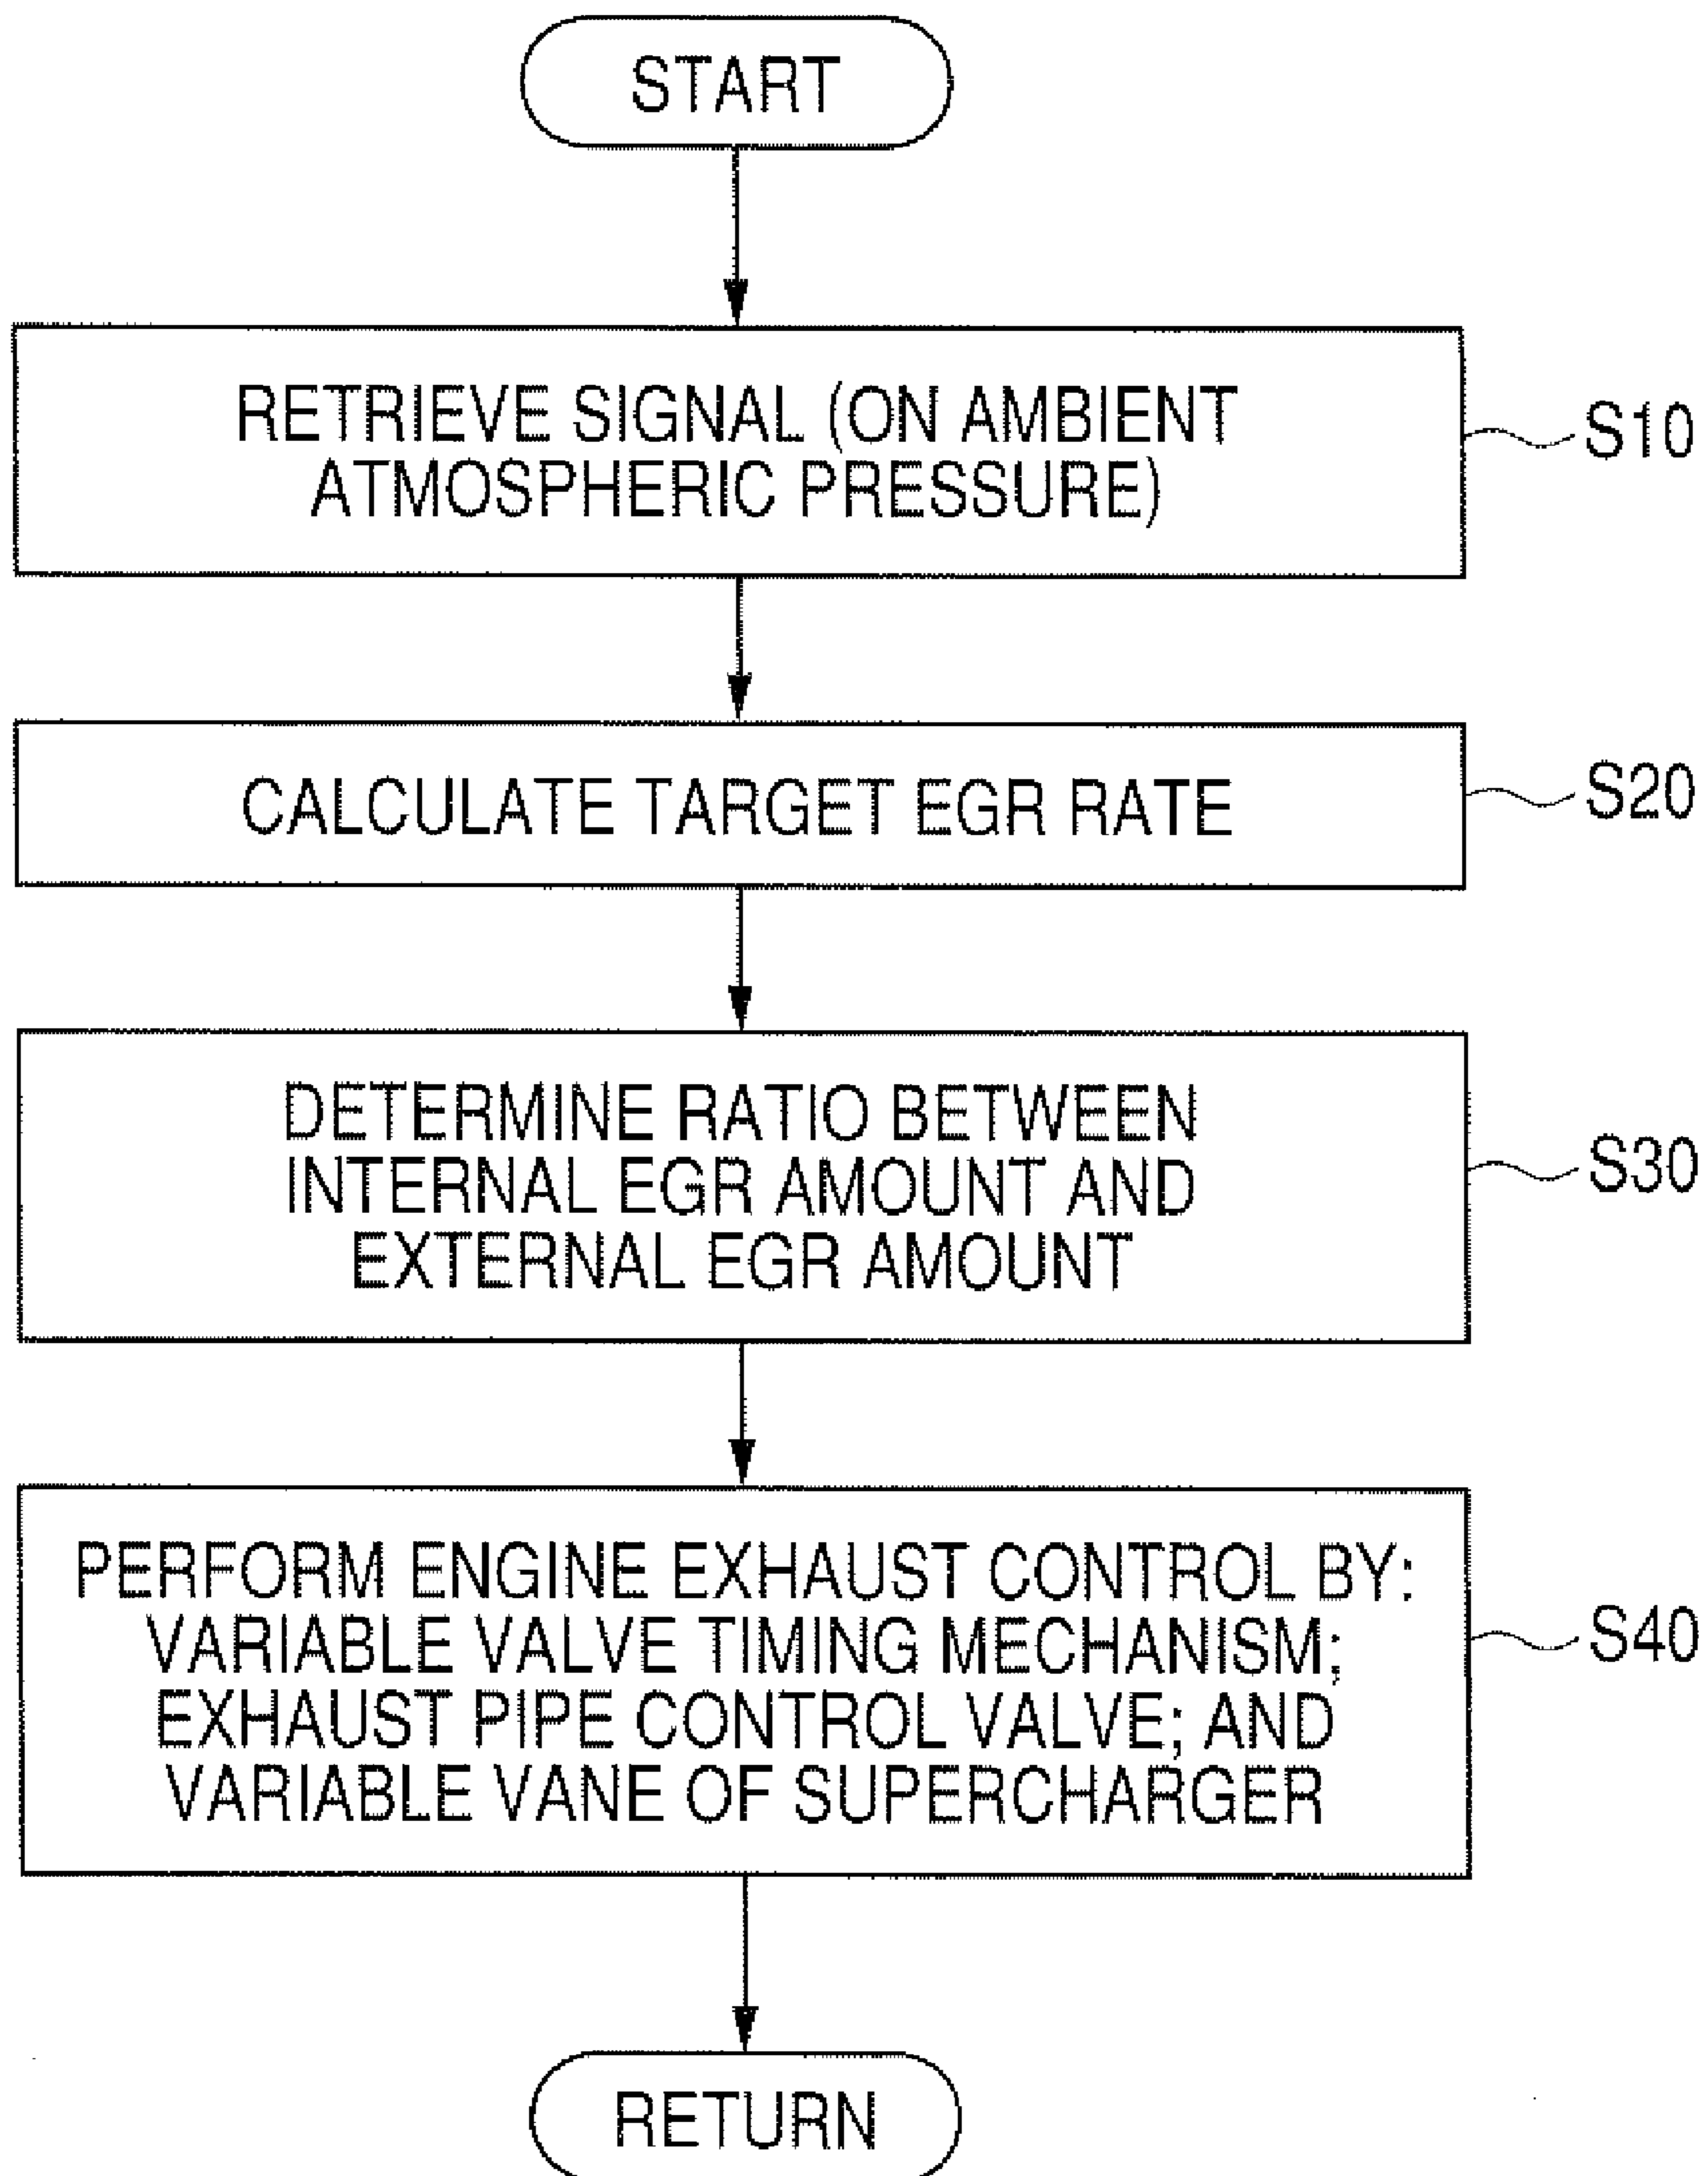 START
RETRIEVE SIGNAL (ON AMBIENT
ATMOSPHERIC PRESSURE)
S10
CALCULATE TARGET EGR RATE
S20
DETERMINE RATIO BETWEEN
INTERNAL EGR AMOUNT AND
EXTERNAL EGR AMOUNT
S30
PERFORM ENGINE EXHAUST CONTROL BY:
VARIABLE VALVE TIMING MECHANISM;
EXHAUST PIPE CONTROL VALVE; AND
VARIABLE VANE OF SUPERCHARGER
S40
RETURN